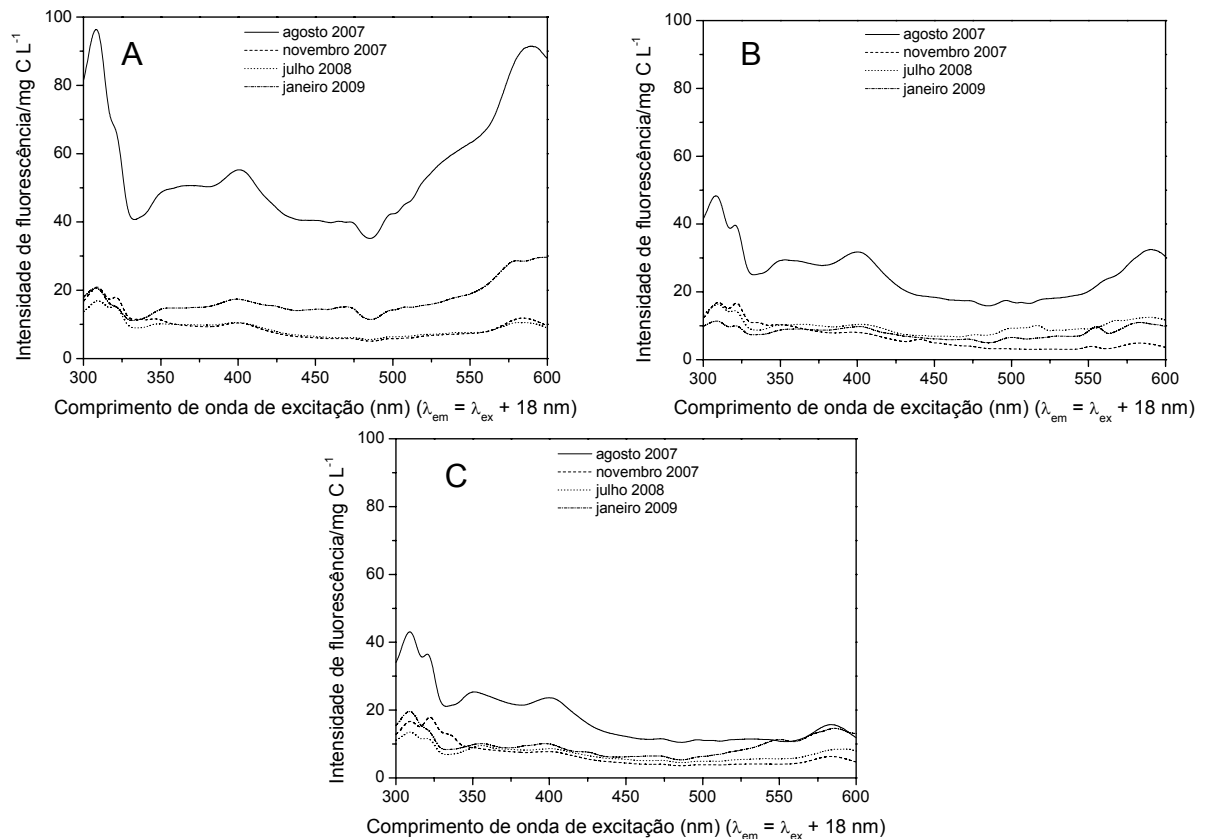 A
agosto 2007
novembro 2007
julho 2008
janeiro 2009
Intensidade de fluorescência/mg C L⁻¹
100
80
60
40
20
0
300 350 400 450 500 550 600
Comprimento de onda de excitação (nm) (λem = λex + 18 nm)
B
agosto 2007
novembro 2007
julho 2008
janeiro 2009
Intensidade de fluorescência/mg C L⁻¹
100
80
60
40
20
0
300 350 400 450 500 550 600
Comprimento de onda de excitação (nm) (λem = λex + 18 nm)
C
agosto 2007
novembro 2007
julho 2008
janeiro 2009
Intensidade de fluorescência/mg C L⁻¹
100
80
60
40
20
0
300 350 400 450 500 550 600
Comprimento de onda de excitação (nm) (λem = λex + 18 nm)